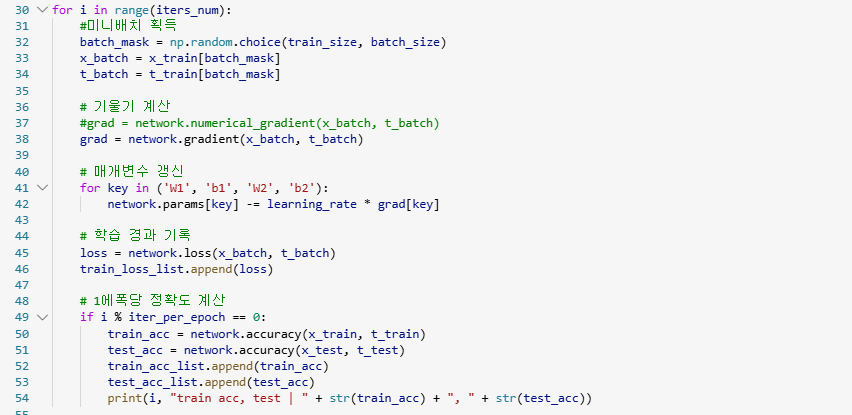 30 for i in range(iters_num):
31     #미니배치 획득
32     batch_mask = np.random.choice(train_size, batch_size)
33     x_batch = x_train[batch_mask]
34     t_batch = t_train[batch_mask]
35
36     # 기울기 계산
37     #grad = network.numerical_gradient(x_batch, t_batch)
38     grad = network.gradient(x_batch, t_batch)
39
40     # 매개변수 갱신
41     for key in ('W1', 'b1', 'W2', 'b2'):
42         network.params[key] -= learning_rate * grad[key]
43
44     # 학습 경과 기록
45     loss = network.loss(x_batch, t_batch)
46     train_loss_list.append(loss)
47
48     # 1에폭당 정확도 계산
49     if i % iter_per_epoch == 0:
50         train_acc = network.accuracy(x_train, t_train)
51         test_acc = network.accuracy(x_test, t_test)
52         train_acc_list.append(train_acc)
53         test_acc_list.append(test_acc)
54         print(i, "train acc, test | " + str(train_acc) + ", " + str(test_acc))